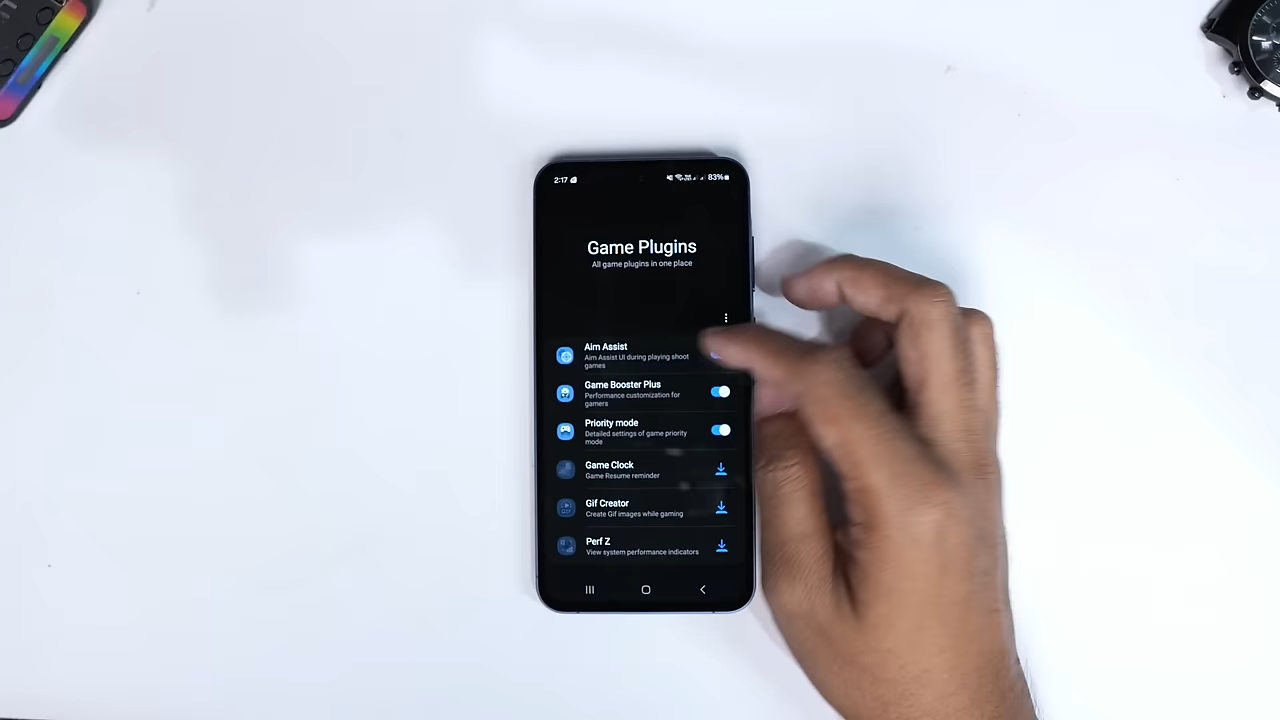 2:17
83%
Game Plugins
All game plugins in one place
Aim Assist
Aim Assist UI during playing shoot
games
Game Booster Plus
Performance customization for
gamers
Priority mode
Detailed settings of game priority
mode
Game Clock
Game Resume reminder
Gif Creator
Create Gif images while gaming
Perf Z
View system performance indicators